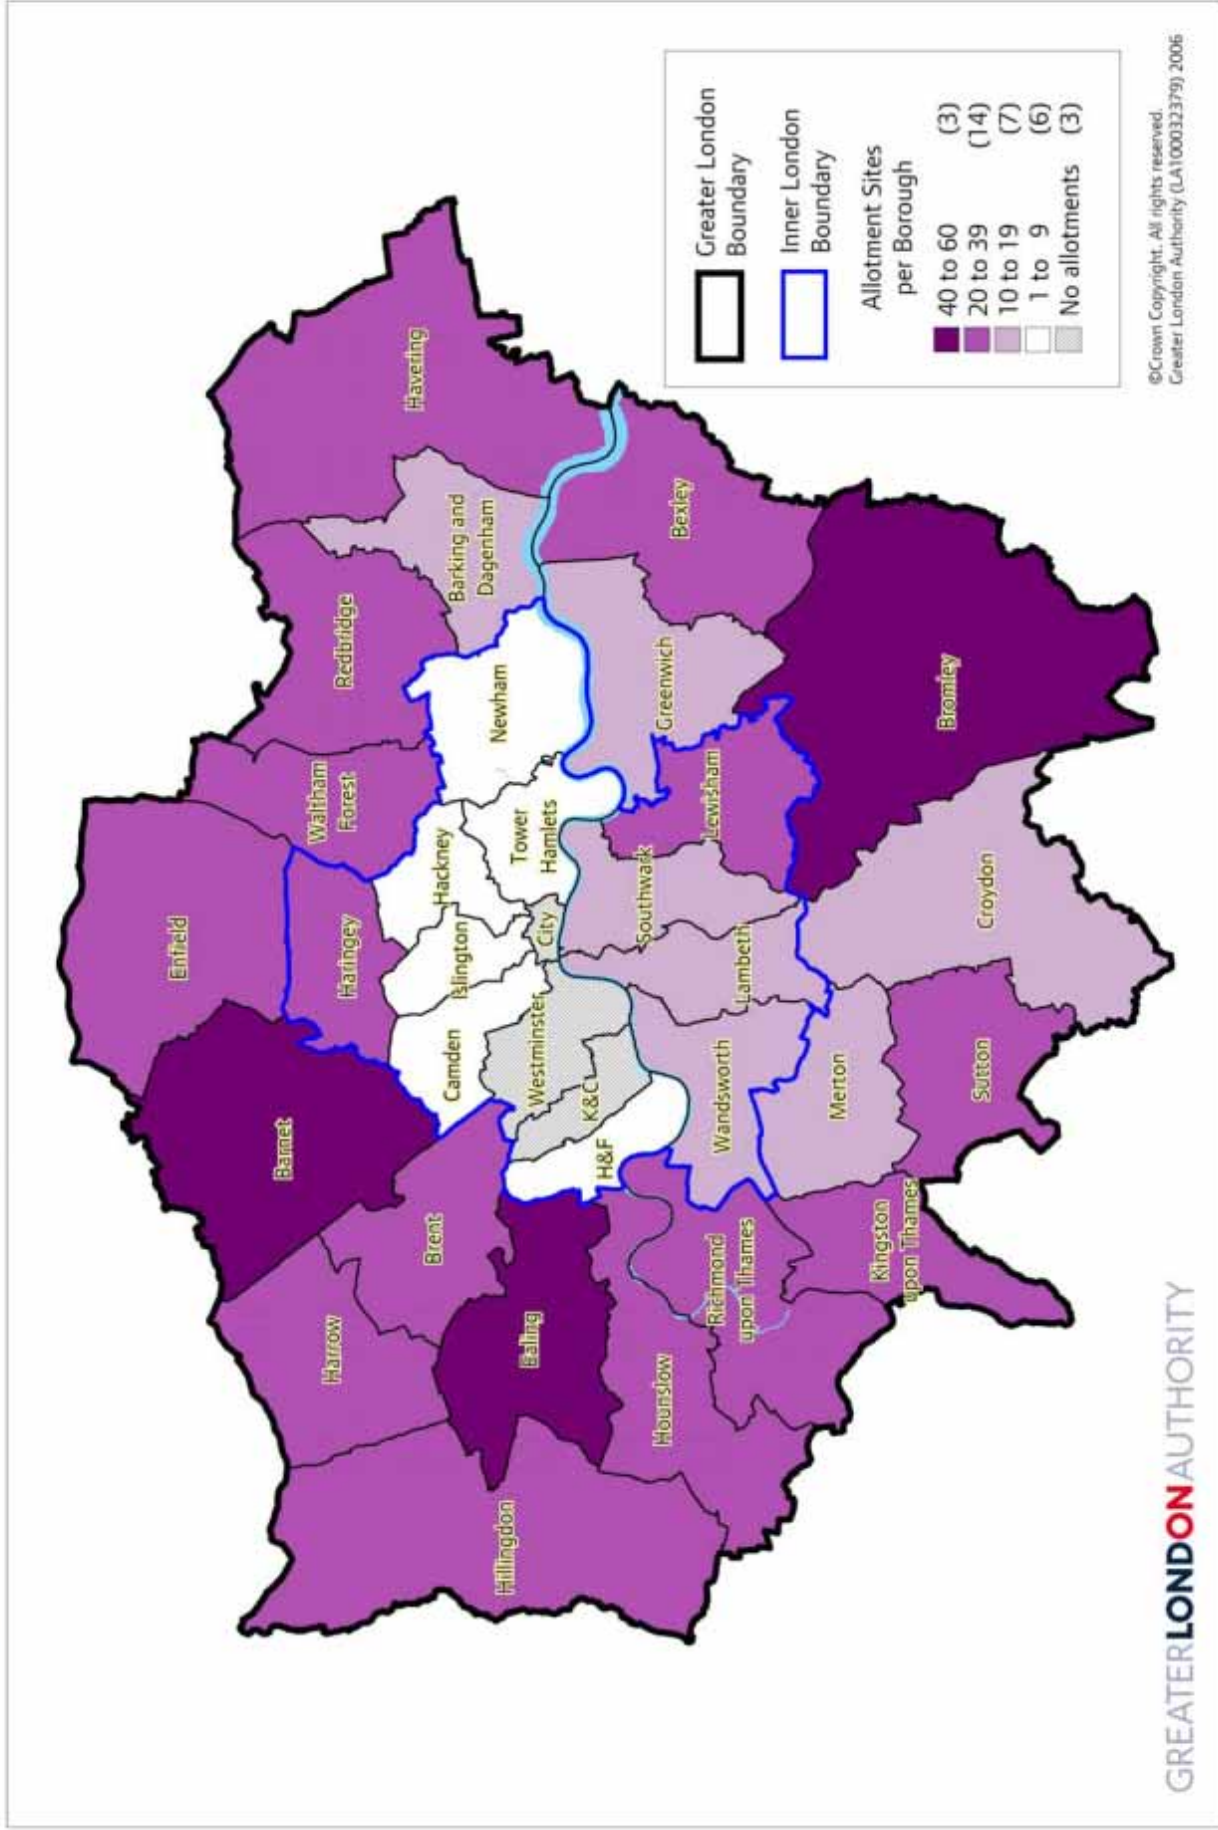 Enfield
Barnet
Haringey
Waltham
Forest
Redbridge
Havering
Harrow
Brent
Camden
Islington
Hackney
Barking and
Dagenham
Hillingdon
Ealing
Westminster
City
Tower
Hamlets
Newham
K&C
H&F
Hounslow
Richmond
upon Thames
Wandsworth
Lambeth
Southwark
Lewisham
Greenwich
Bexley
Kingston
upon Thames
Merton
Sutton
Croydon
Bromley
Greater London
Boundary
Inner London
Boundary
Allotment Sites
per Borough
40 to 60 (3)
20 to 39 (14)
10 to 19 (7)
1 to 9 (6)
No allotments (3)
©Crown Copyright. All rights reserved.
Greater London Authority (LA100032379) 2006
GREATERLONDONAUTHORITY